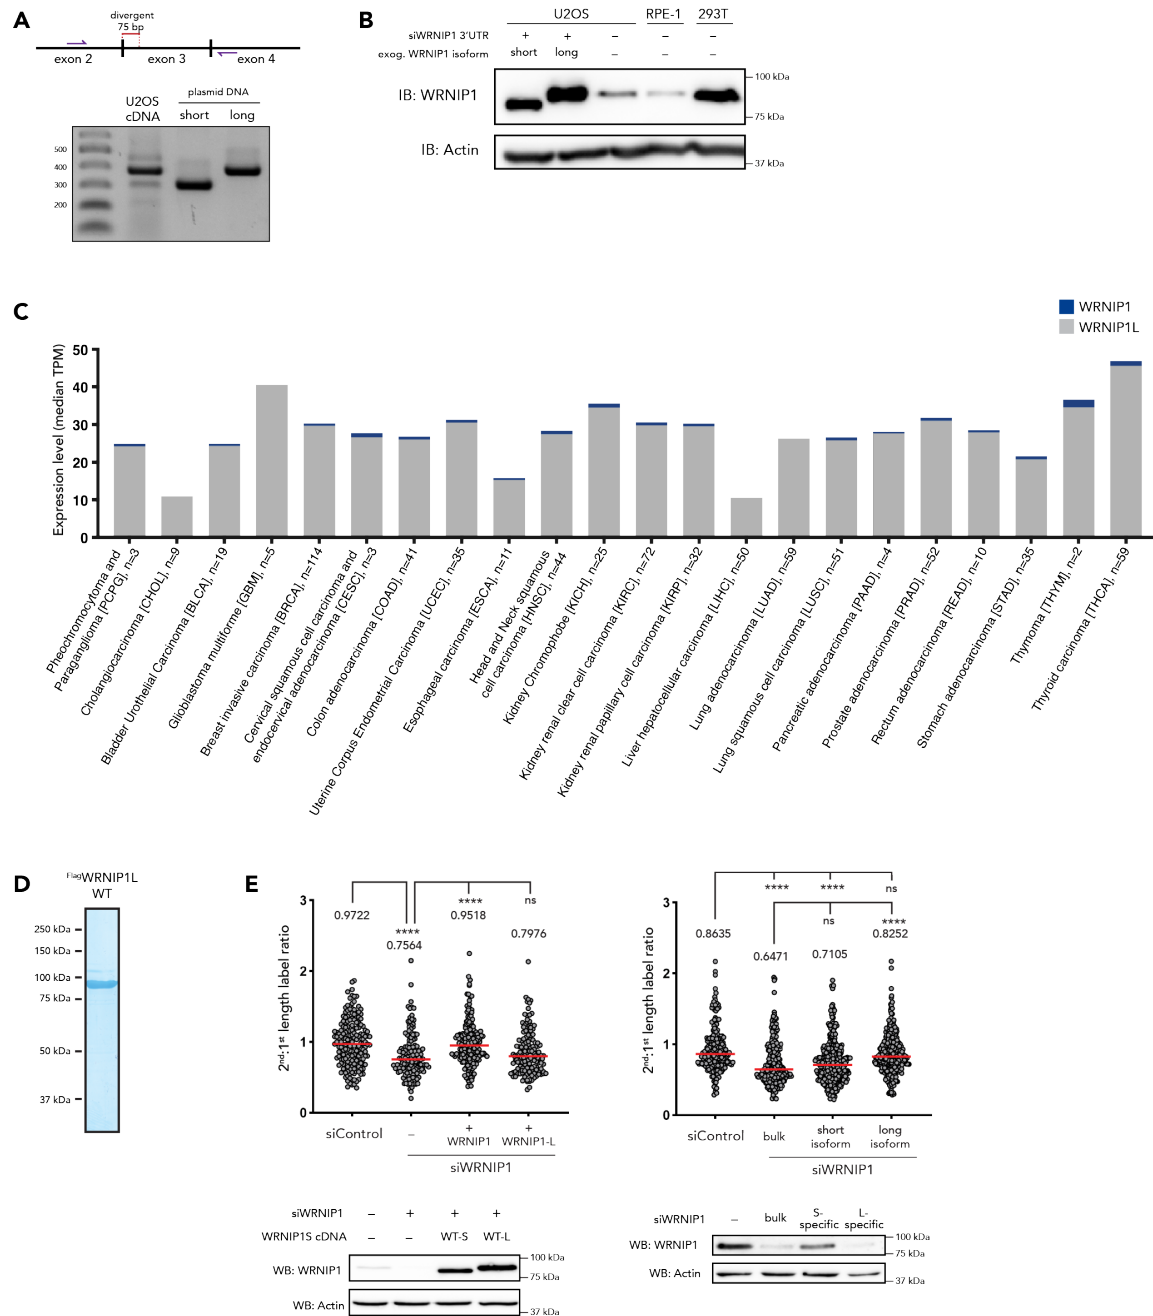 A
divergent
75 bp
exon 2
exon 3
exon 4
plasmid DNA
U2OS
cDNA
short
long
500
400
300
200
B
U2OS
RPE-1
293T
siWRNIP1 3'UTR
+
+
–
–
–
exog. WRNIP1 isoform
short
long
–
–
–
IB: WRNIP1
100 kDa
75 kDa
IB: Actin
37 kDa
C
WRNIP1
WRNIP1L
Expression level (median TPM)
50
40
30
20
10
0
Pheochromocytoma and
Paraganglioma [PCPG], n=3
Cholangiocarcinoma [CHOL], n=9
Bladder Urothelial Carcinoma [BLCA], n=19
Glioblastoma multiforme [GBM], n=5
Breast invasive carcinoma [BRCA], n=114
Cervical squamous cell carcinoma and
endocervical adenocarcinoma [CESC], n=3
Colon adenocarcinoma [COAD], n=41
Uterine Corpus Endometrial Carcinoma [UCEC], n=35
Esophageal carcinoma [ESCA], n=11
Head and Neck squamous
cell carcinoma [HNSC], n=44
Kidney Chromophobe [KICH], n=25
Kidney renal clear cell carcinoma [KIRC], n=72
Kidney renal papillary cell carcinoma [KIRP], n=32
Liver hepatocellular carcinoma [LIHC], n=50
Lung adenocarcinoma [LUAD], n=59
Lung squamous cell carcinoma [LUSC], n=51
Pancreatic adenocarcinoma [PAAD], n=4
Prostate adenocarcinoma [PRAD], n=52
Rectum adenocarcinoma [READ], n=10
Stomach adenocarcinoma [STAD], n=35
Thymoma [THYM], n=2
Thyroid carcinoma [THCA], n=59
D
FlagWRNIP1L
WT
250 kDa
150 kDa
100 kDa
75 kDa
50 kDa
37 kDa
E
2nd:1st length label ratio
3
2
1
0
0.9722
****
0.7564
****
0.9518
ns
0.7976
siControl
–
+
WRNIP1
+
WRNIP1-L
siWRNIP1
siWRNIP1
–
+
+
+
WRNIP1S cDNA
–
–
WT-S
WT-L
WB: WRNIP1
100 kDa
75 kDa
WB: Actin
37 kDa
2nd:1st length label ratio
3
2
1
0
****
****
ns
ns
****
0.8635
0.6471
0.7105
0.8252
siControl
bulk
short
isoform
long
isoform
siWRNIP1
siWRNIP1
–
bulk
S-
specific
L-
specific
WB: WRNIP1
100 kDa
75 kDa
WB: Actin
37 kDa